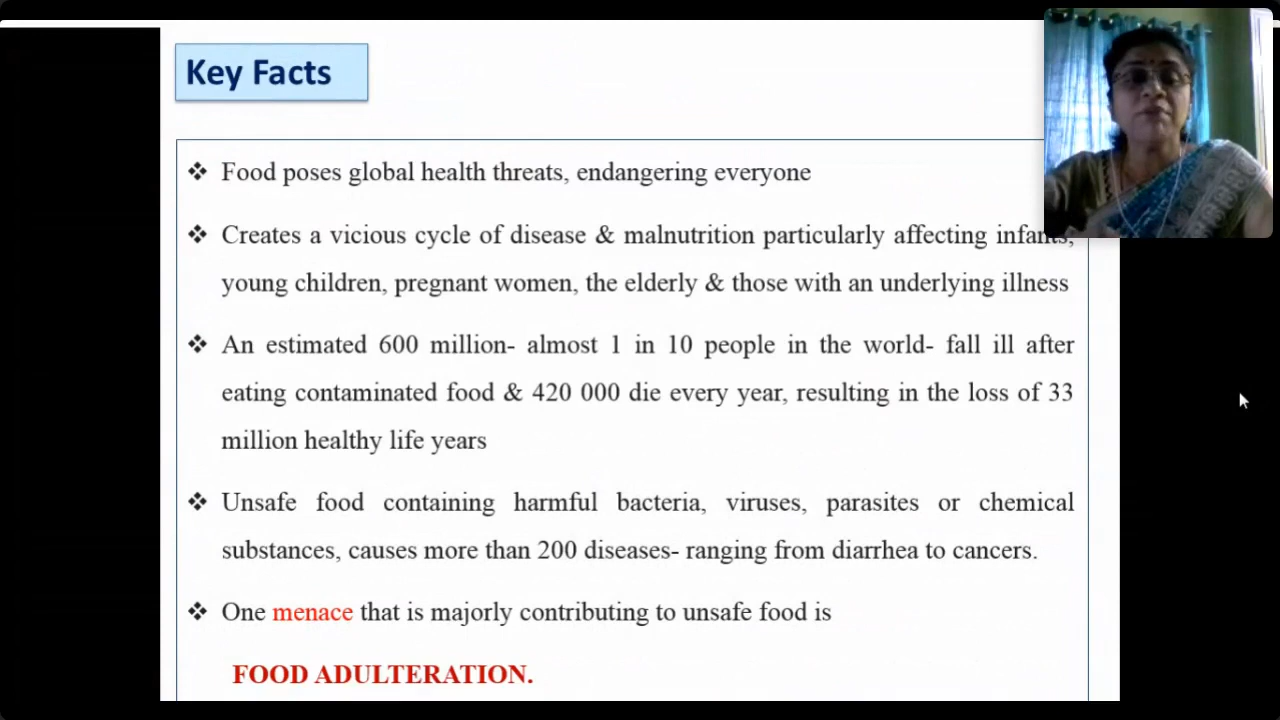 Key Facts
❖ Food poses global health threats, endangering everyone
❖ Creates a vicious cycle of disease & malnutrition particularly affecting infants,
young children, pregnant women, the elderly & those with an underlying illness
❖ An estimated 600 million- almost 1 in 10 people in the world- fall ill after
eating contaminated food & 420 000 die every year, resulting in the loss of 33
million healthy life years
❖ Unsafe food containing harmful bacteria, viruses, parasites or chemical
substances, causes more than 200 diseases- ranging from diarrhea to cancers.
❖ One menace that is majorly contributing to unsafe food is
FOOD ADULTERATION.